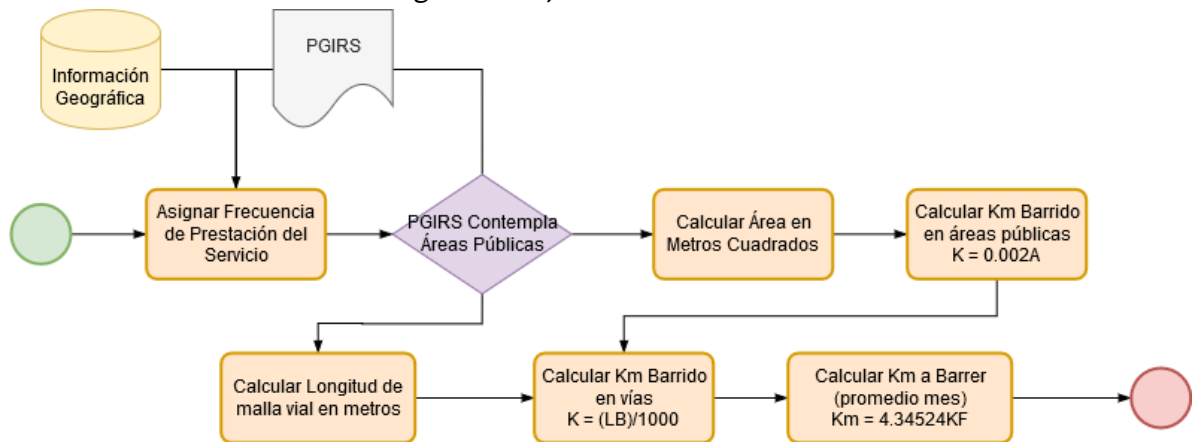 PGIRS
Información
Geográfica
Asignar Frecuencia
de Prestación del
Servicio
PGIRS Contempla
Áreas Públicas
Calcular Área en
Metros Cuadrados
Calcular Km Barrido
en áreas públicas
K = 0.002A
Calcular Longitud de
malla vial en metros
Calcular Km Barrido
en vías
K = (LB)/1000
Calcular Km a Barrer
(promedio mes)
Km = 4.34524KF